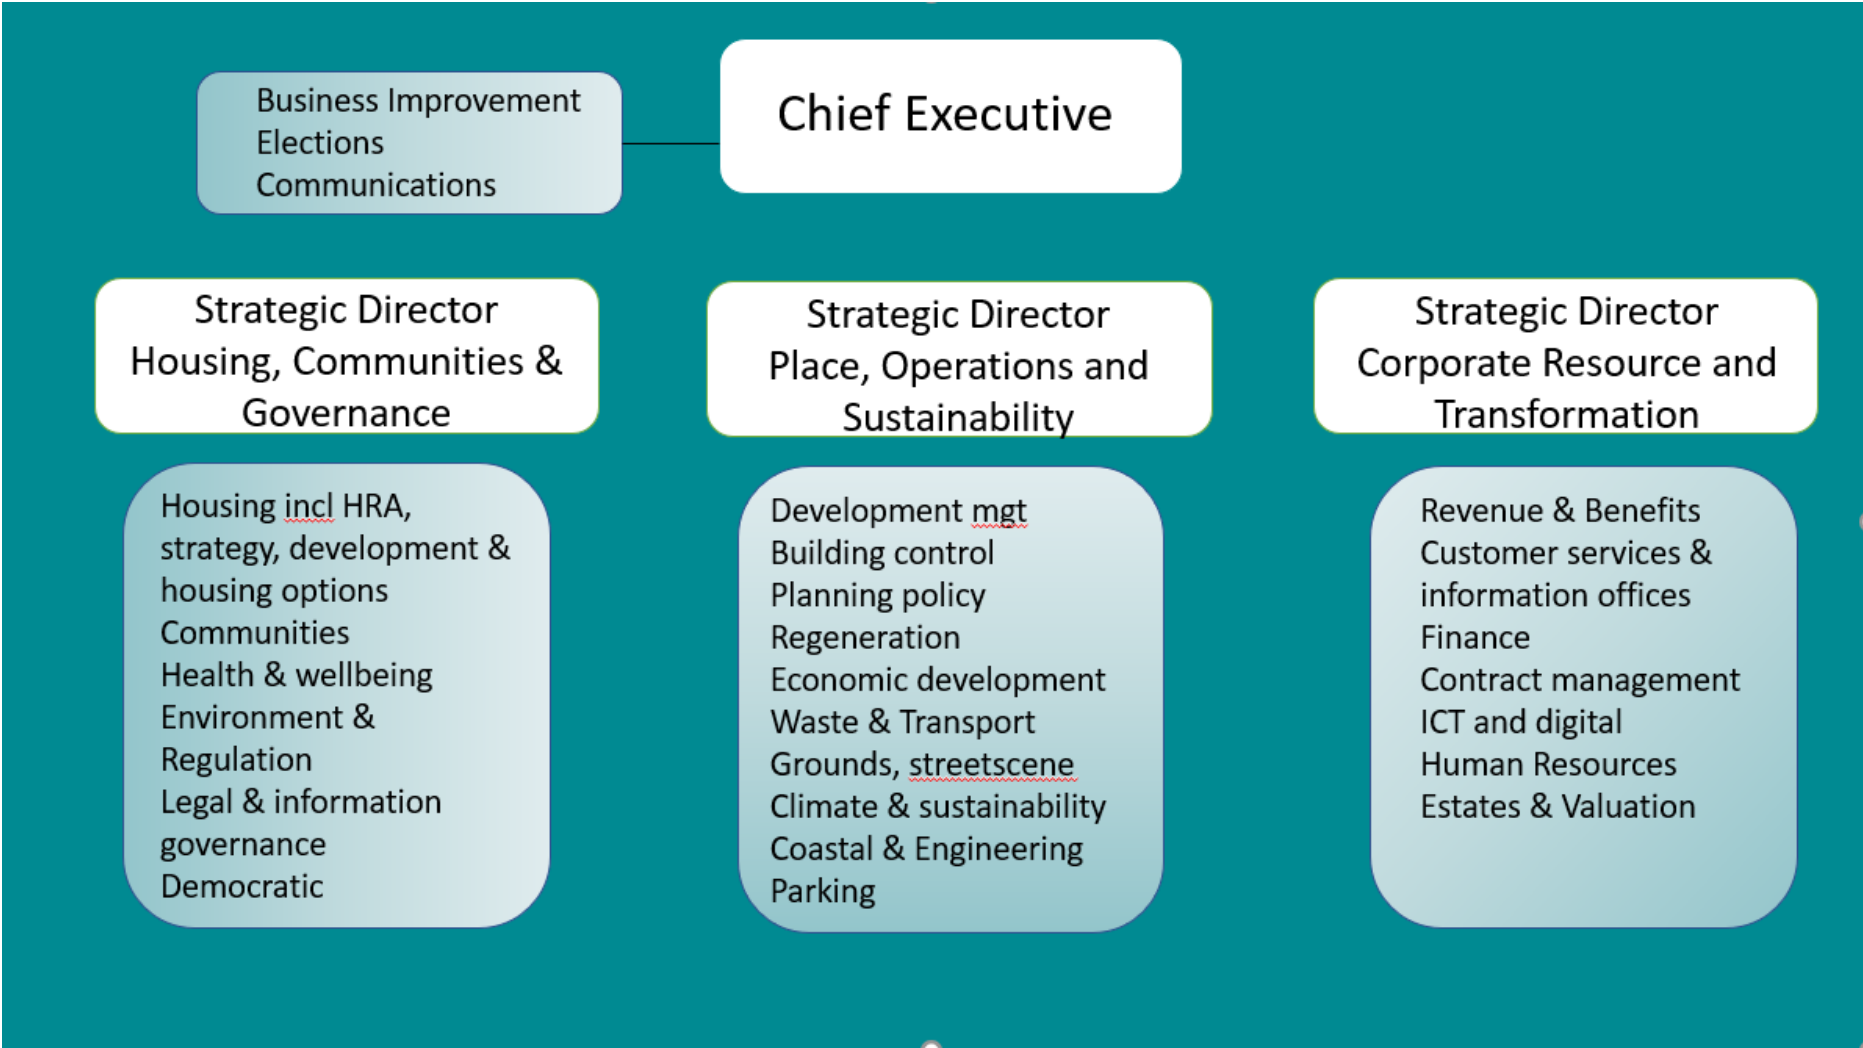 Business Improvement
Elections
Communications
Chief Executive
Strategic Director
Housing, Communities &
Governance
Housing incl HRA,
strategy, development &
housing options
Communities
Health & wellbeing
Environment &
Regulation
Legal & information
governance
Democratic
Strategic Director
Place, Operations and
Sustainability
Development mgt
Building control
Planning policy
Regeneration
Economic development
Waste & Transport
Grounds, streetscene
Climate & sustainability
Coastal & Engineering
Parking
Strategic Director
Corporate Resource and
Transformation
Revenue & Benefits
Customer services &
information offices
Finance
Contract management
ICT and digital
Human Resources
Estates & Valuation